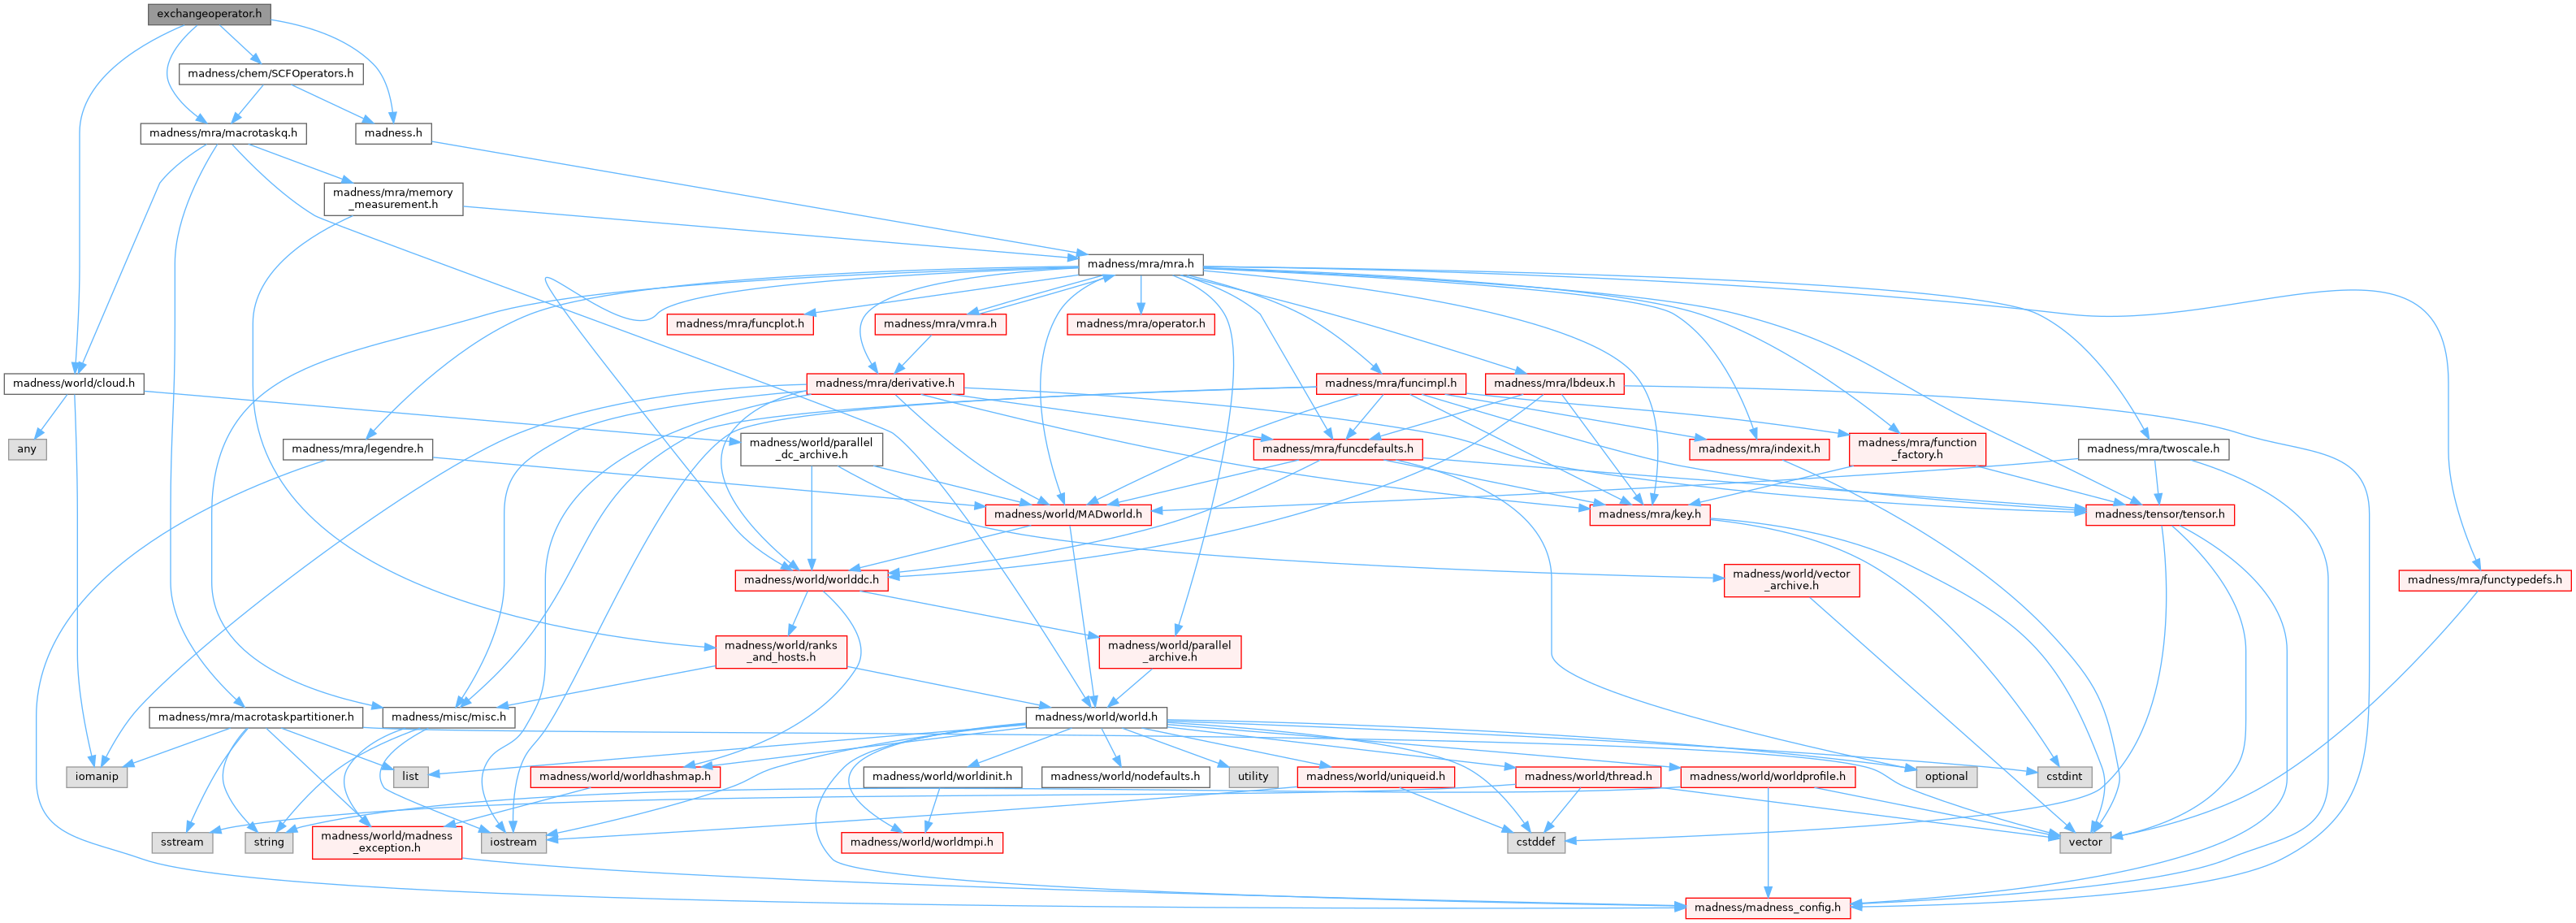 exchangeoperator.h
madness/chem/SCFOperators.h
madness/mra/macrotaskq.h
madness.h
madness/mra/memory
_measurement.h
madness/mra/mra.h
madness/mra/funcplot.h
madness/mra/vmra.h
madness/mra/operator.h
madness/world/cloud.h
madness/mra/derivative.h
madness/mra/funcimpl.h
madness/mra/lbdeux.h
any
madness/mra/legendre.h
madness/world/parallel
_dc_archive.h
madness/mra/funcdefaults.h
madness/mra/indexit.h
madness/mra/function
_factory.h
madness/mra/twoscale.h
madness/world/MADworld.h
madness/mra/key.h
madness/tensor/tensor.h
madness/world/worlddc.h
madness/world/vector
_archive.h
madness/mra/functypedefs.h
madness/world/ranks
_and_hosts.h
madness/world/parallel
_archive.h
madness/mra/macrotaskpartitioner.h
madness/misc/misc.h
madness/world/world.h
iomanip
list
madness/world/worldhashmap.h
madness/world/worldinit.h
madness/world/nodefaults.h
utility
madness/world/uniqueid.h
madness/world/thread.h
madness/world/worldprofile.h
optional
cstdint
sstream
string
madness/world/madness
_exception.h
iostream
madness/world/worldmpi.h
cstddef
vector
madness/madness_config.h